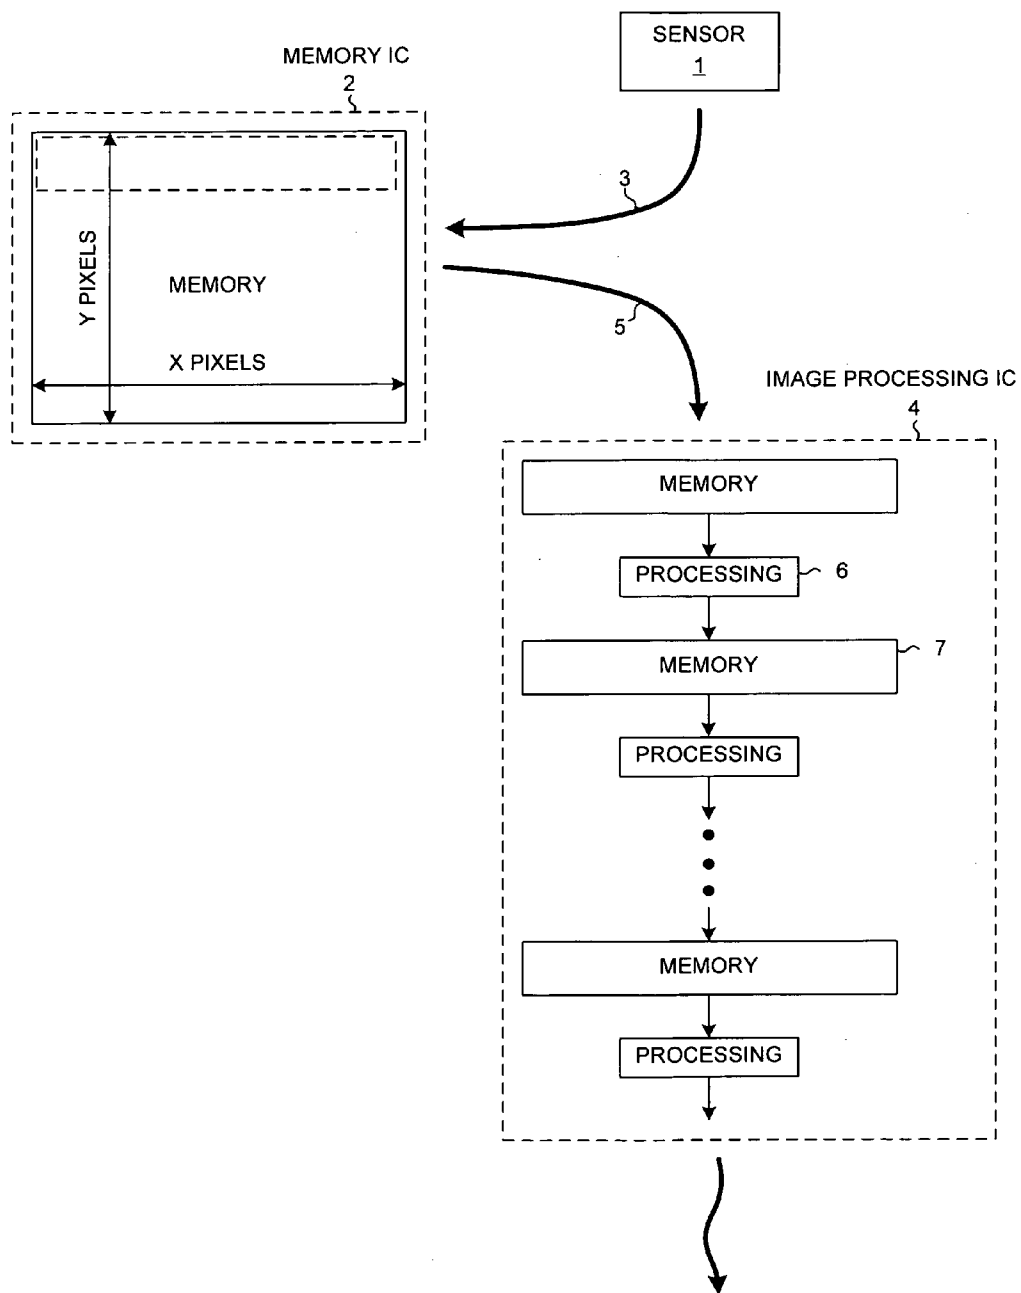 SENSOR
1
MEMORY IC
2
3
Y PIXELS
MEMORY
5
X PIXELS
IMAGE PROCESSING IC
4
MEMORY
PROCESSING
6
MEMORY
7
PROCESSING
MEMORY
PROCESSING